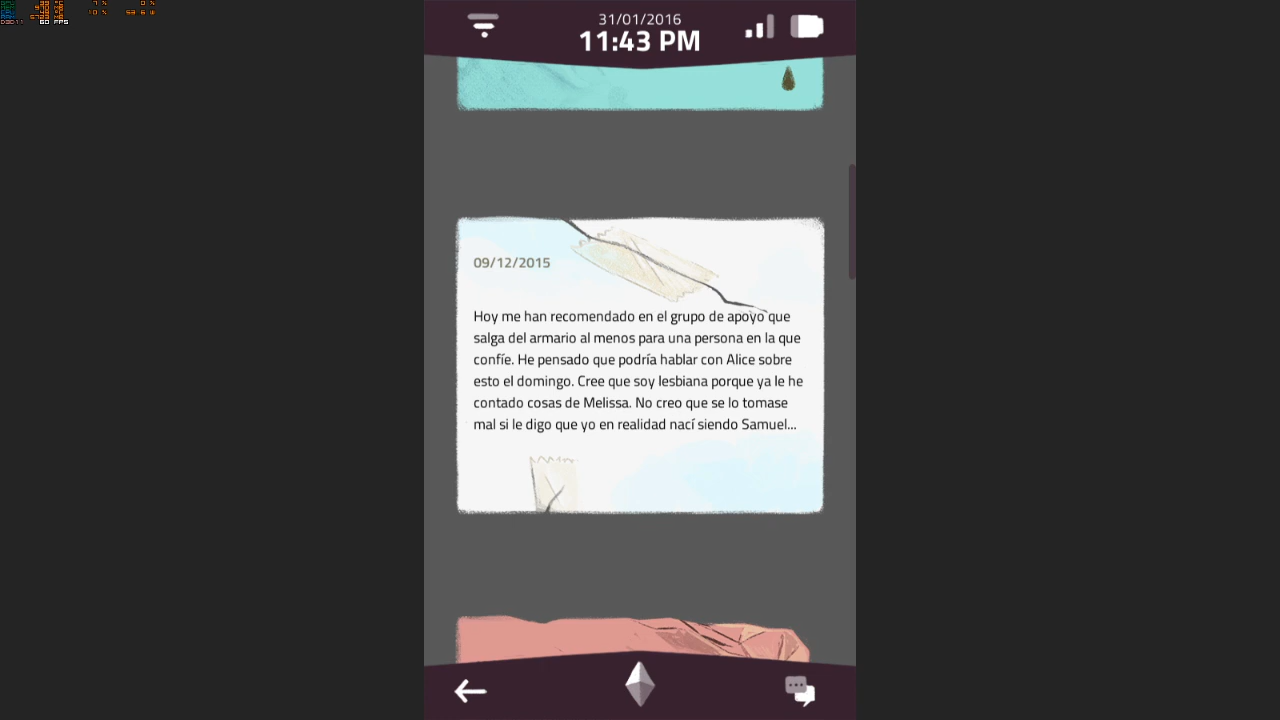 31/01/2016
11:43 PM
09/12/2015
Hoy me han recomendado en el grupo de apoyo que
salga del armario al menos para una persona en la que
confíe. He pensado que podría hablar con Alice sobre
esto el domingo. Cree que soy lesbiana porque ya le he
contado cosas de Melissa. No creo que se lo tomase
mal si le digo que yo en realidad nací siendo Samuel...